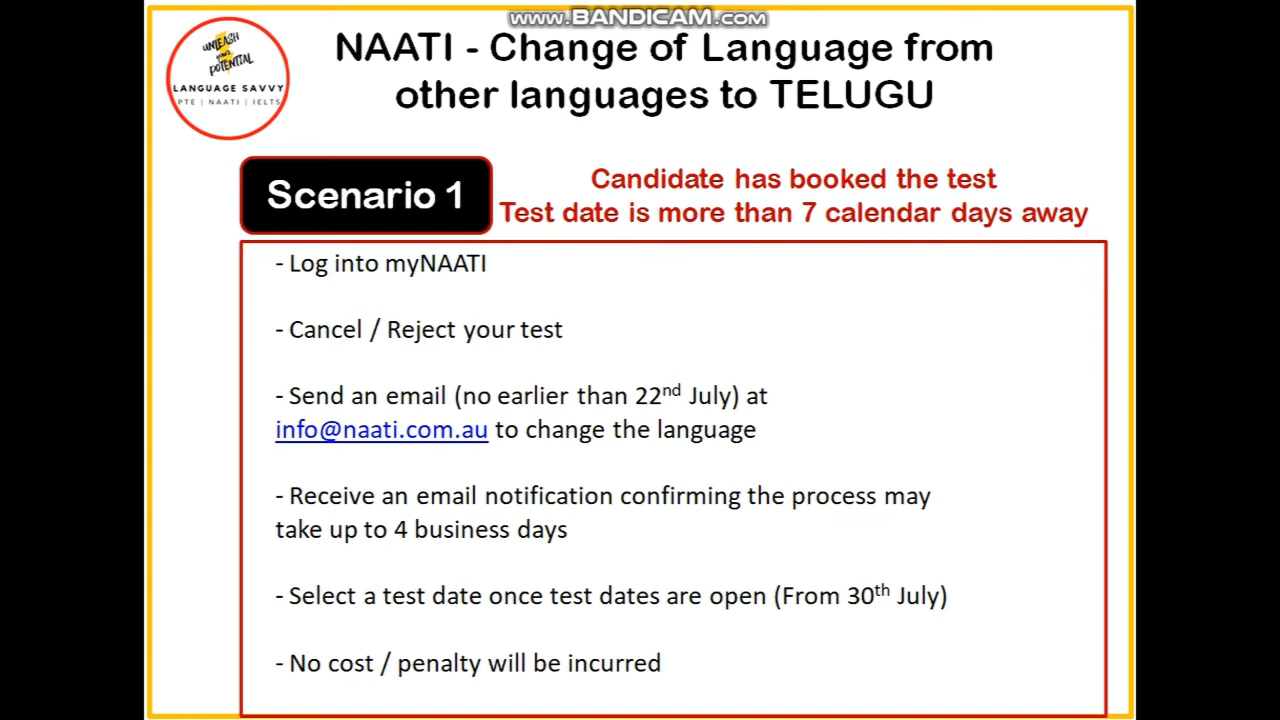 www.BANDICAM.com
UNLEASH
YOUR
POTENTIAL
LANGUAGE SAVVY
PTE | NAATI | IELTS
NAATI - Change of Language from
other languages to TELUGU
Scenario 1
Candidate has booked the test
Test date is more than 7 calendar days away
- Log into myNAATI
- Cancel / Reject your test
- Send an email (no earlier than 22nd July) at
info@naati.com.au to change the language
- Receive an email notification confirming the process may
take up to 4 business days
- Select a test date once test dates are open (From 30th July)
- No cost / penalty will be incurred